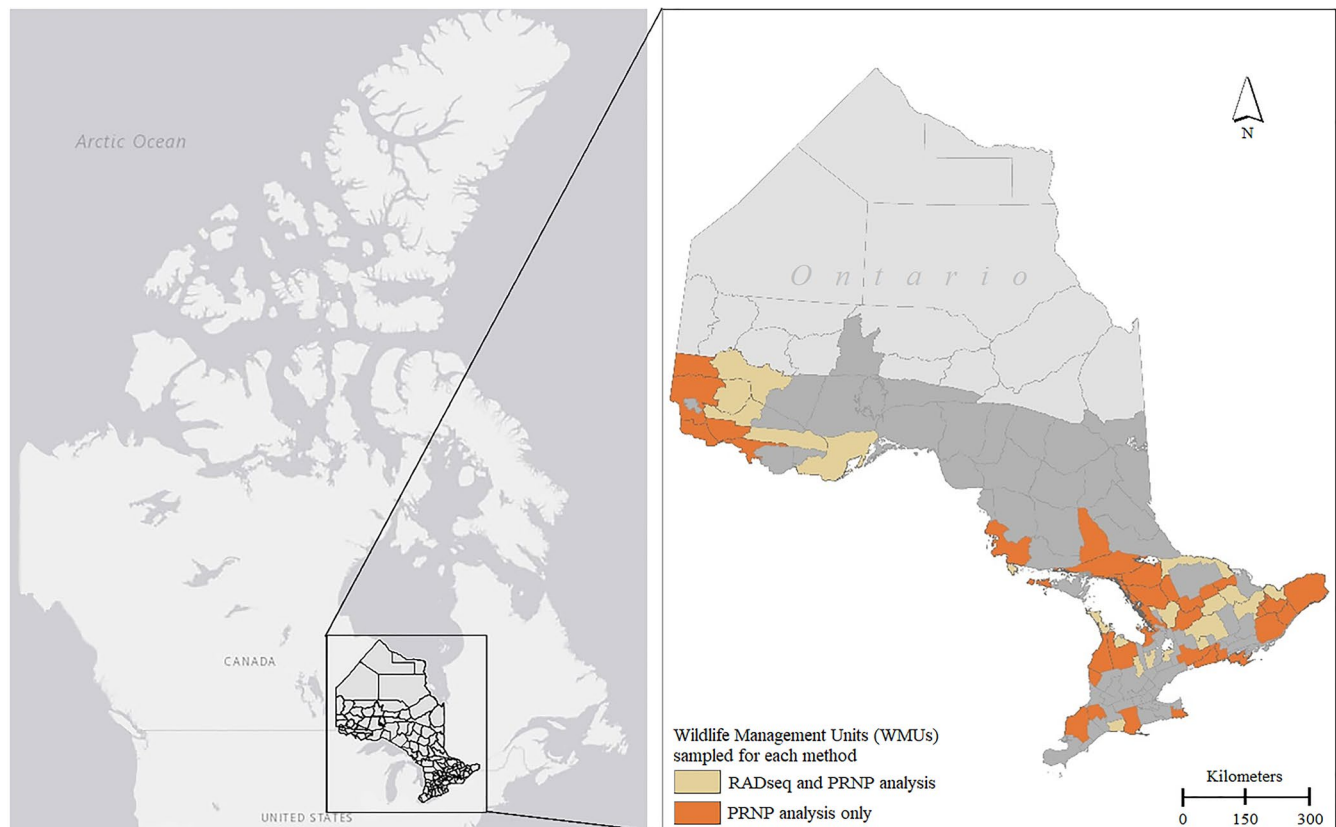 Arctic Ocean
CANADA
UNITED STATES
N
Ontario
Wildlife Management Units (WMUs)
sampled for each method
RADseq and PRNP analysis
PRNP analysis only
Kilometers
0 150 300